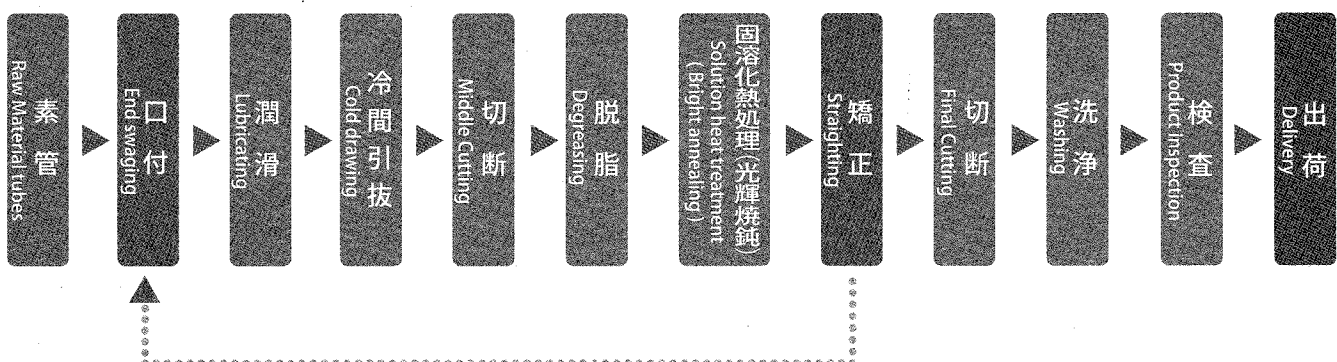 素管
Raw Material tubes
口付
End swaging
潤滑
Lubricating
冷間引抜
Cold drawing
切断
Middle Cutting
脱脂
Degreasing
固溶化熱処理(光輝焼鈍)
Solution heat treatment
(Bright annealing)
矯正
Straighting
切断
Final Cutting
洗浄
Washing
検査
Product inspection
出荷
Delivery